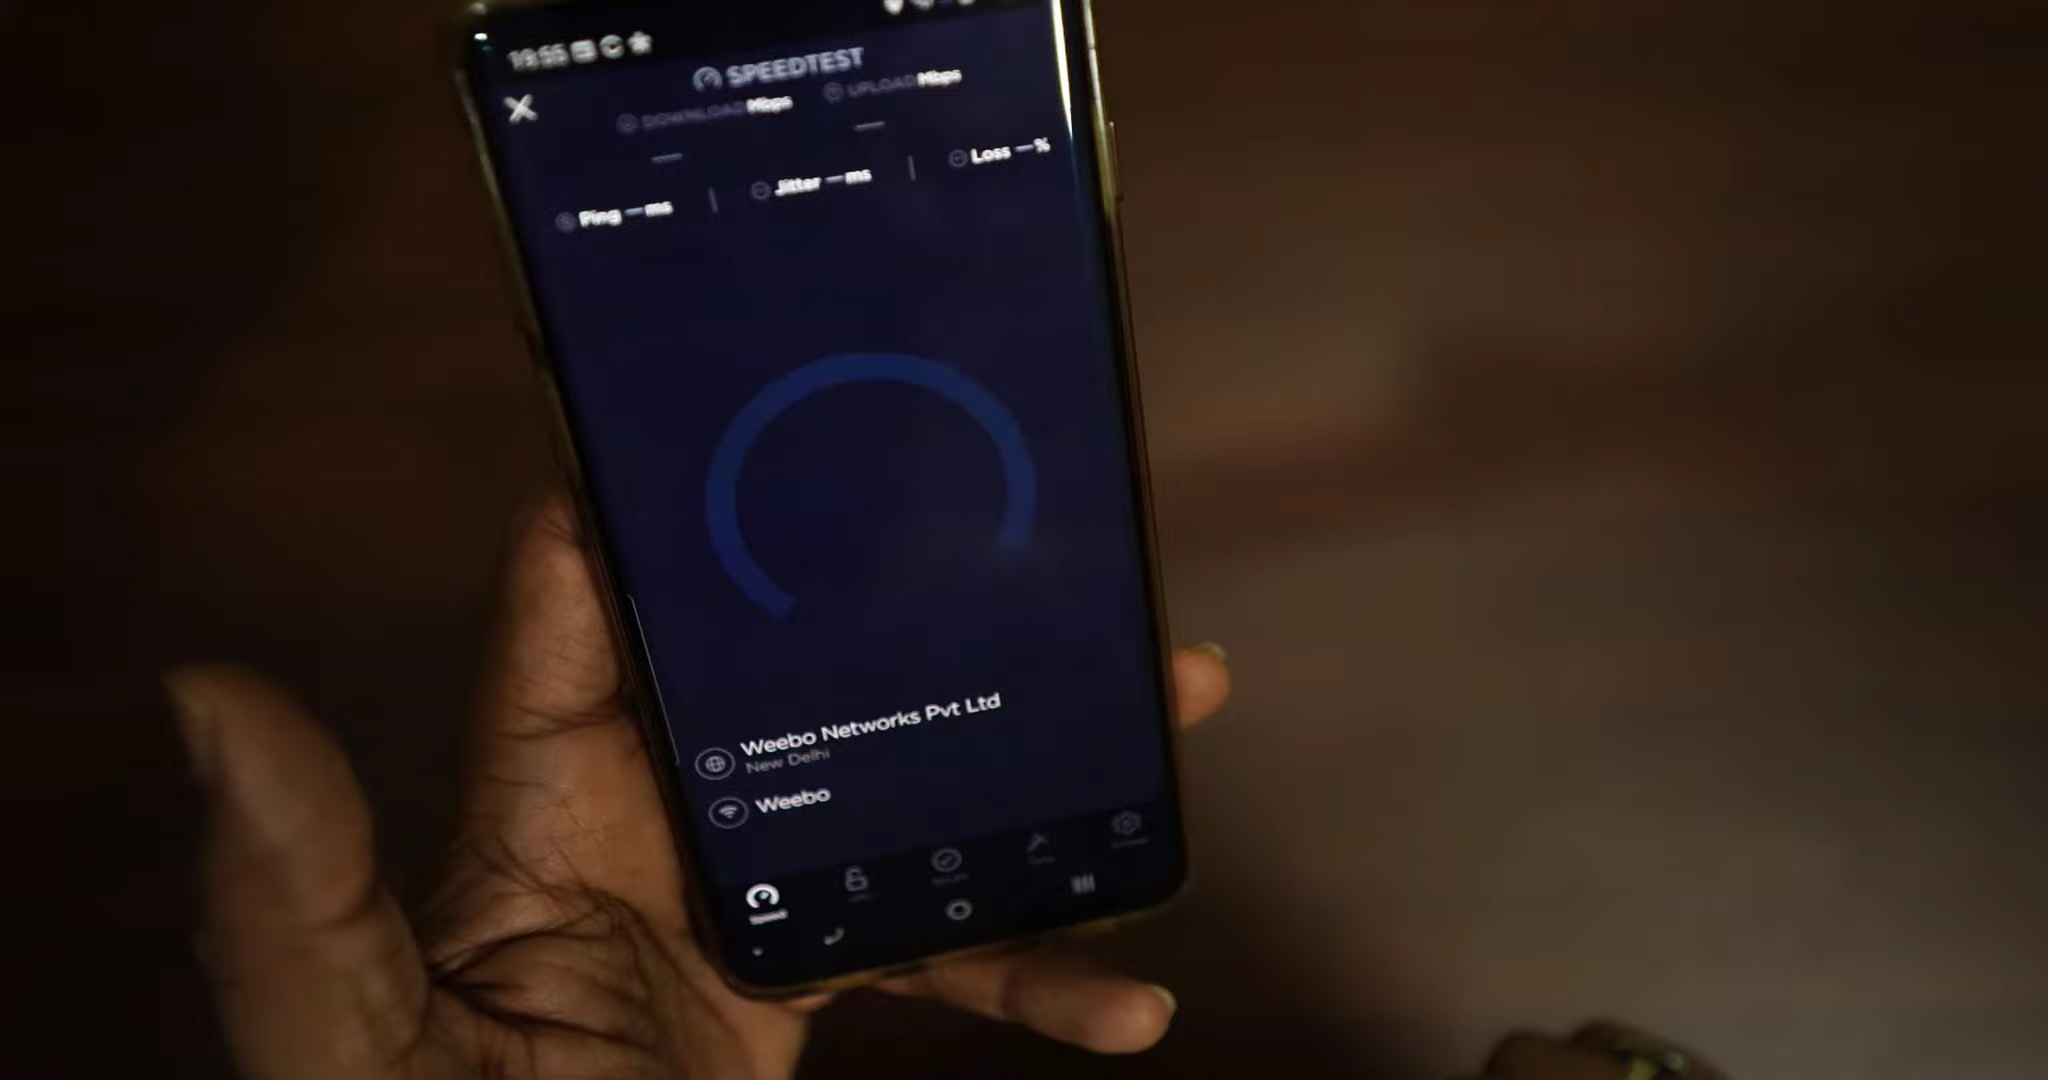 19:55
SPEEDTEST
DOWNLOAD Mbps
UPLOAD Mbps
—
—
Ping — ms
Jitter — ms
Loss — %
Weebo Networks Pvt Ltd
New Delhi
Weebo
Speed